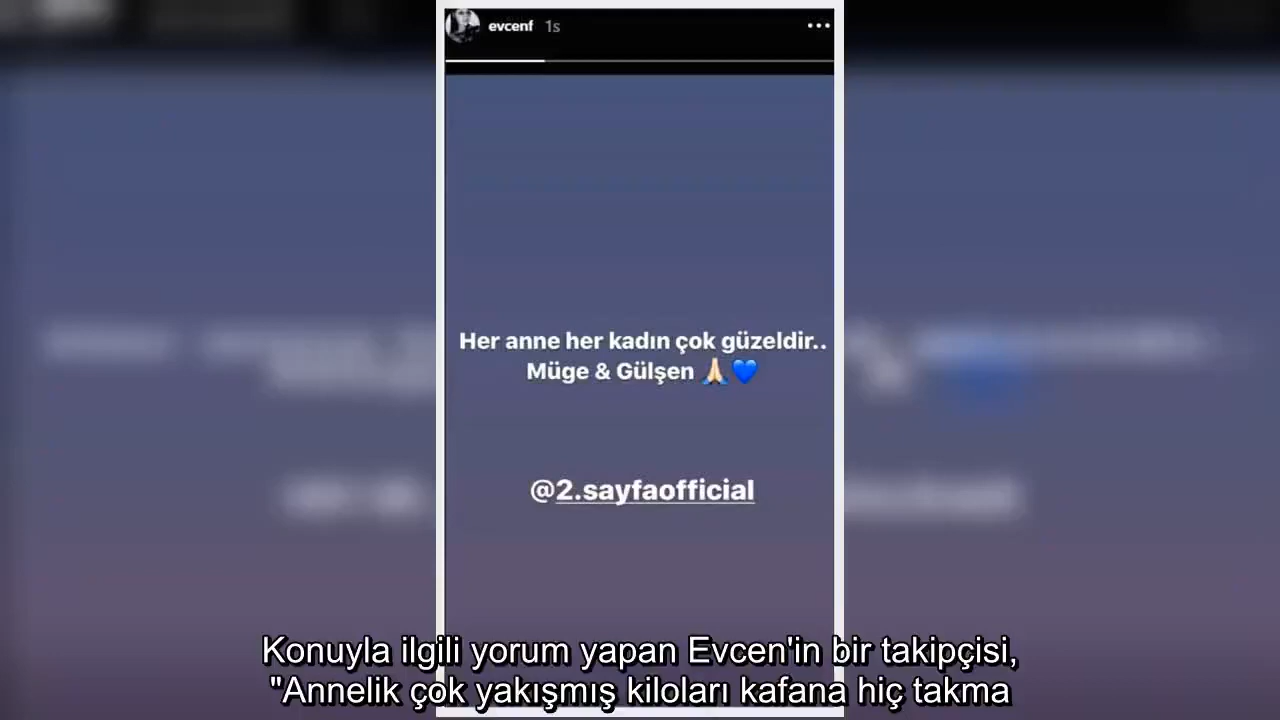 evcenf 1s
Her anne her kadın çok güzeldir..
Müge & Gülşen 🙏🏻💙
@2.sayfaofficial
Konuyla ilgili yorum yapan Evcen'in bir takipçisi,
"Annelik çok yakışmış kiloları kafana hiç takma